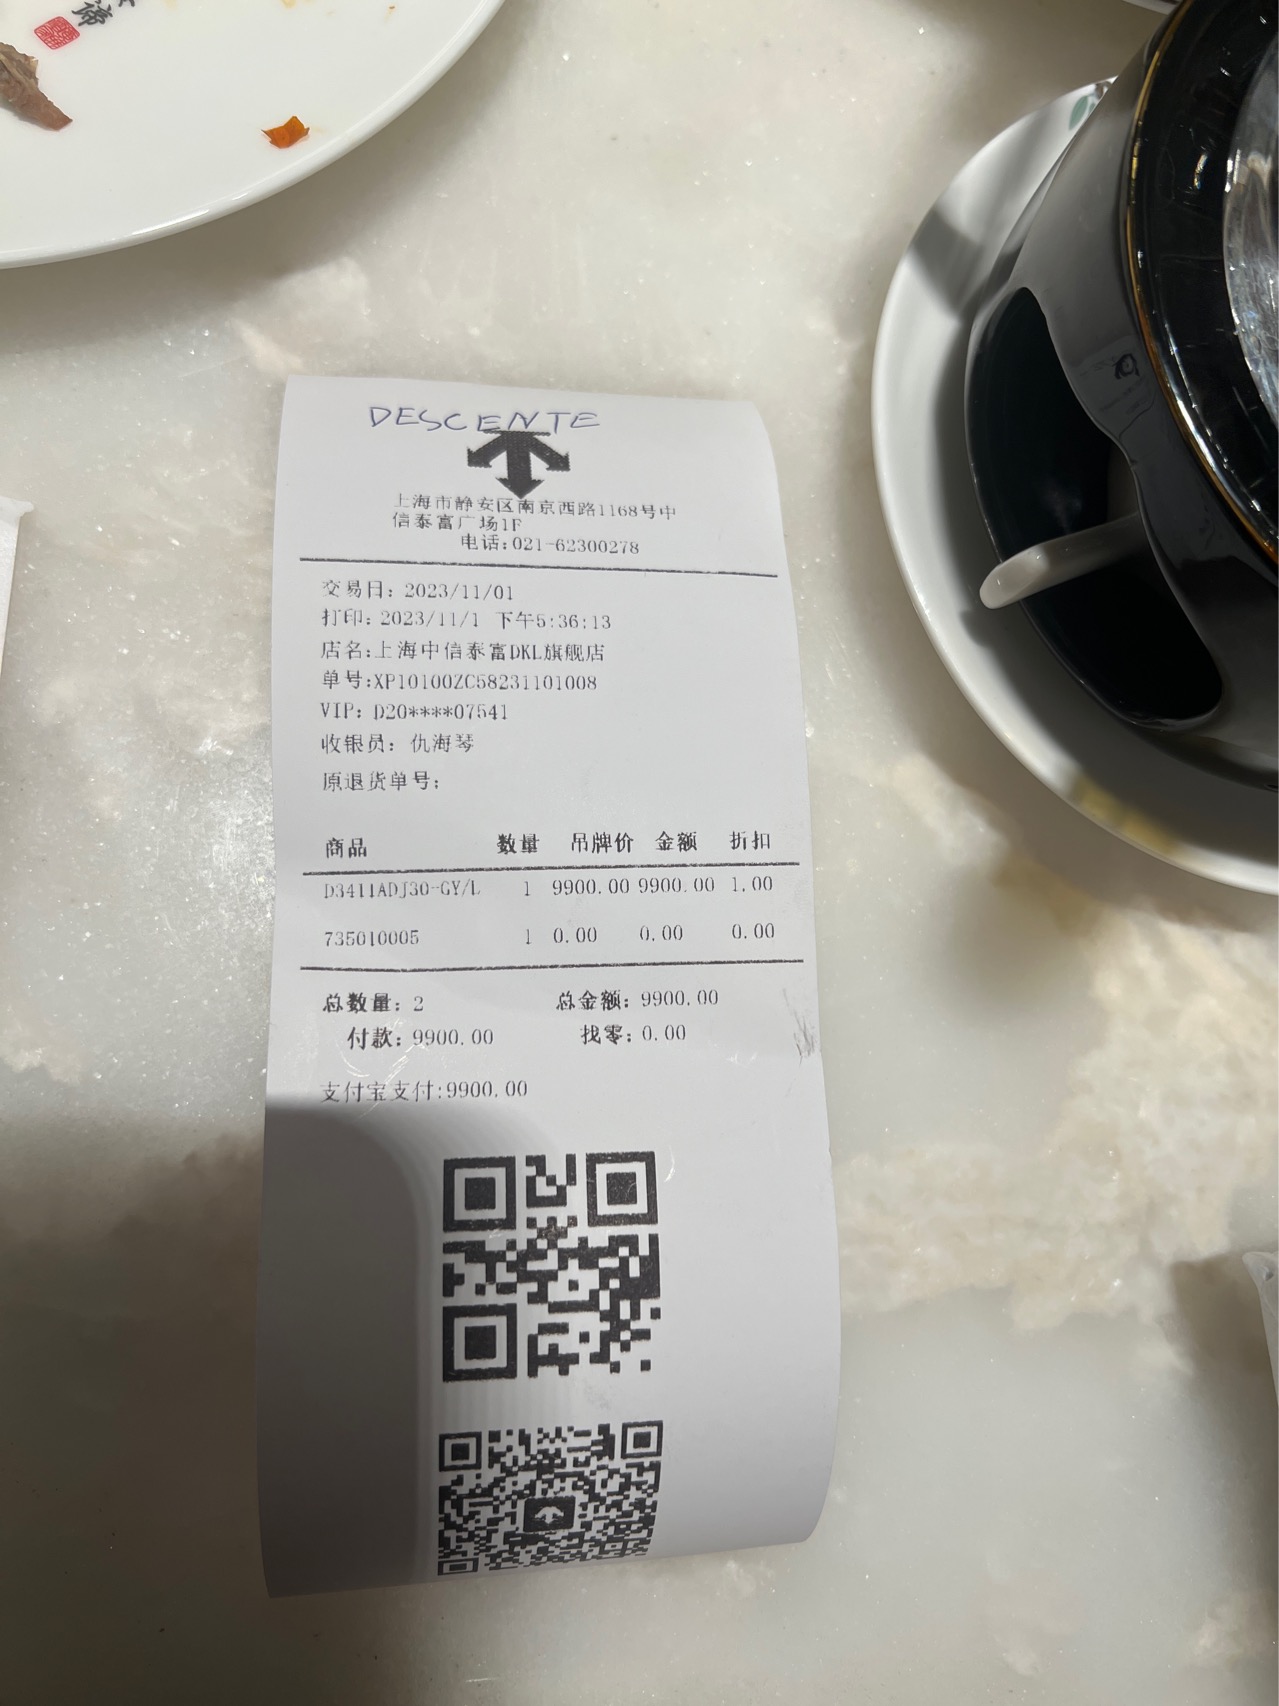 谛
DESCENTE
上海市静安区南京西路1168号中
信泰富广场1F
电话:021-62300278
交易日: 2023/11/01
打印: 2023/11/1 下午5:36:13
店名:上海中信泰富DKL旗舰店
单号:XP10100ZC58231101008
VIP: D20****07541
收银员: 仇海琴
原退货单号:
商品 数量 吊牌价 金额 折扣
D3411ADJ30-GY/L 1 9900.00 9900.00 1.00
735010005 1 0.00 0.00 0.00
总数量: 2 总金额: 9900.00
付款: 9900.00 找零: 0.00
支付宝支付:9900.00